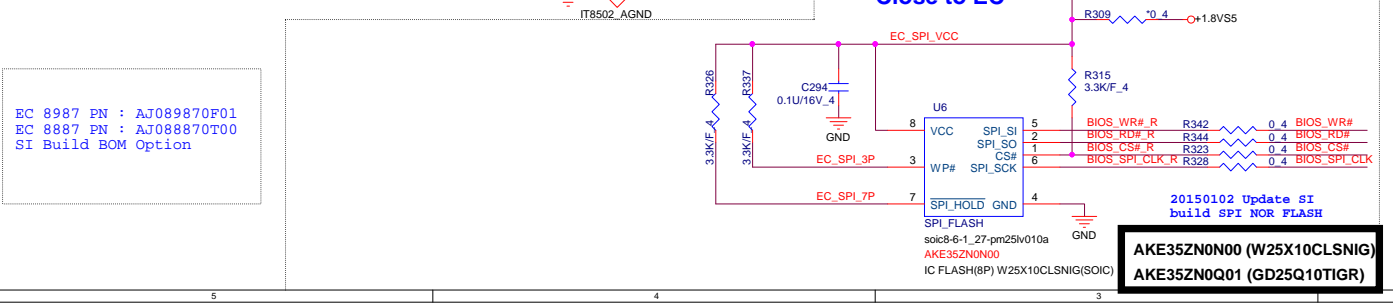 IT8502_AGND
R309
*0_4
+1.8VS5
EC_SPI_VCC
R326
3.3K/F_4
R337
3.3K/F_4
C294
0.1U/16V_4
GND
R315
3.3K/F_4
EC 8987 PN : AJ089870F01
EC 8887 PN : AJ088870T00
SI Build BOM Option
U6
8 VCC SPI_SI 5 BIOS_WR#_R R342 0_4 BIOS_WR#
SPI_SO 2 BIOS_RD#_R R344 0_4 BIOS_RD#
CS# 1 BIOS_CS#_R R323 0_4 BIOS_CS#
EC_SPI_3P 3 WP# SPI_SCK 6 BIOS_SPI_CLK_R R328 0_4 BIOS_SPI_CLK
EC_SPI_7P 7 SPI_HOLD GND 4
GND
SPI_FLASH
soic8-6-1_27-pm25lv010a
AKE35ZN0N00
IC FLASH(8P) W25X10CLSNIG(SOIC)
20150102 Update SI
build SPI NOR FLASH
AKE35ZN0N00 (W25X10CLSNIG)
AKE35ZN0Q01 (GD25Q10TIGR)
5 4 3